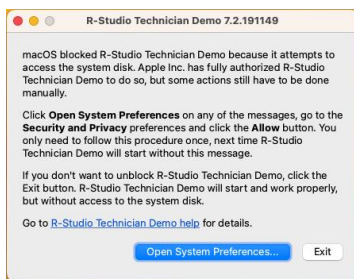 R-Studio Technician Demo 7.2.191149
macOS blocked R-Studio Technician Demo because it attempts to
access the system disk. Apple Inc. has fully authorized R-Studio
Technician Demo to do so, but some actions still have to be done
manually.
Click Open System Preferences on any of the messages, go to the
Security and Privacy preferences and click the Allow button. You
only need to follow this procedure once, next time R-Studio
Technician Demo will start without this message.
If you don't want to unblock R-Studio Technician Demo, click the
Exit button. R-Studio Technician Demo will start and work properly,
but without access to the system disk.
Go to R-Studio Technician Demo help for details.
Open System Preferences... Exit